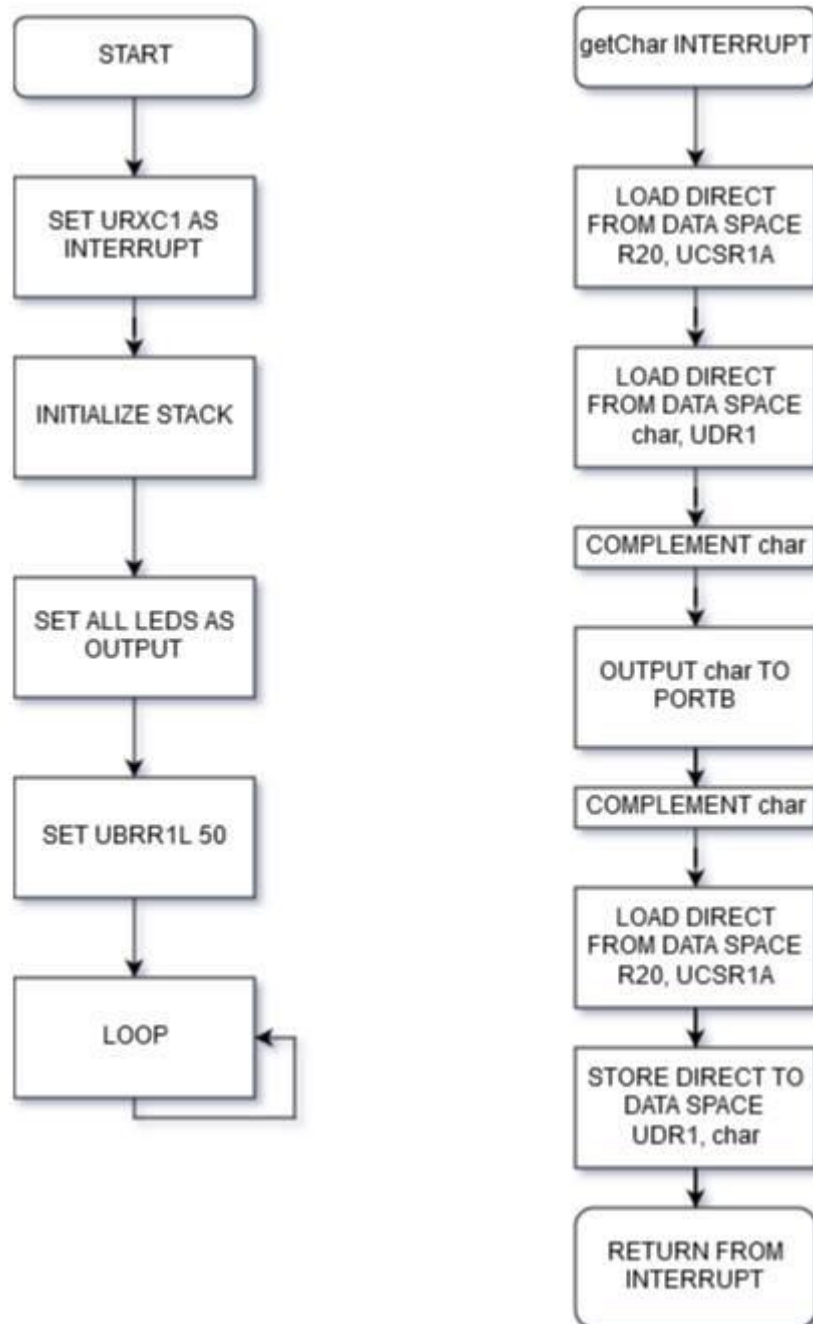 START
SET URXC1 AS
INTERRUPT
INITIALIZE STACK
SET ALL LEDS AS
OUTPUT
SET UBRR1L 50
LOOP
getChar INTERRUPT
LOAD DIRECT
FROM DATA SPACE
R20, UCSR1A
LOAD DIRECT
FROM DATA SPACE
char, UDR1
COMPLEMENT char
OUTPUT char TO
PORTB
COMPLEMENT char
LOAD DIRECT
FROM DATA SPACE
R20, UCSR1A
STORE DIRECT TO
DATA SPACE
UDR1, char
RETURN FROM
INTERRUPT